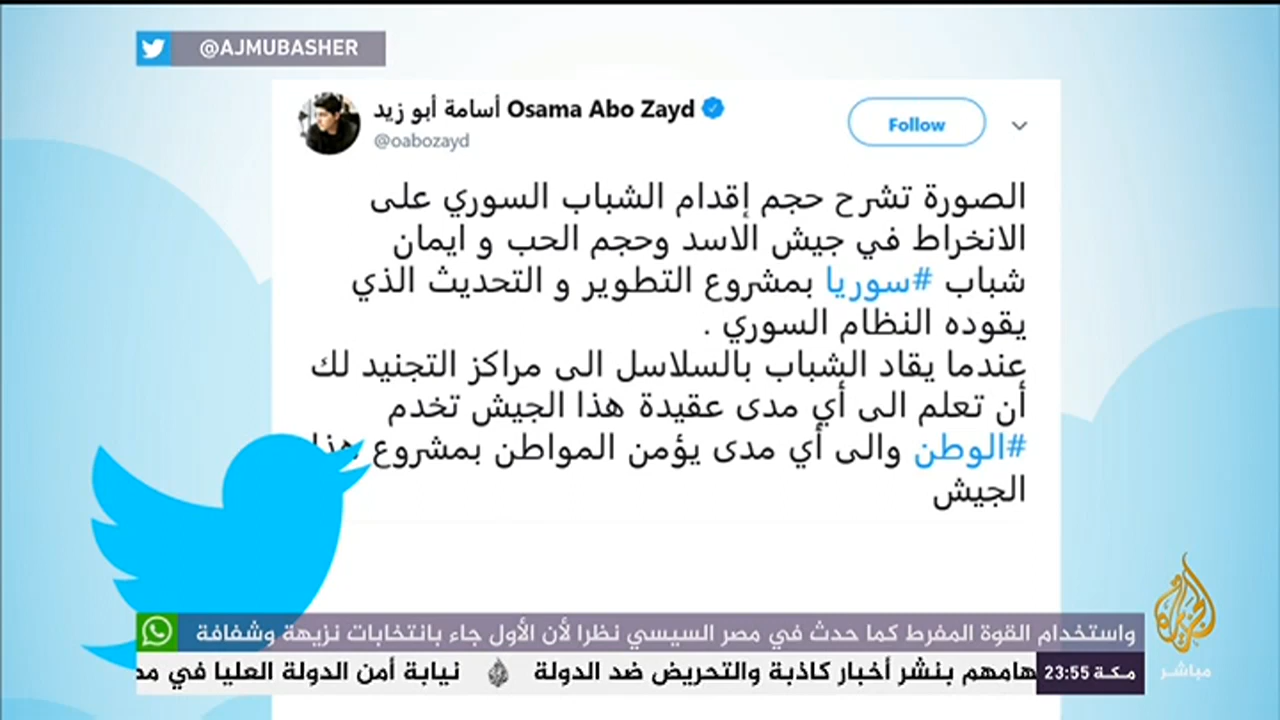 @AJMUBASHER
أسامة أبو زيد Osama Abo Zayd
@oabozayd
Follow
الصورة تشرح حجم إقدام الشباب السوري على
الانخراط في جيش الاسد وحجم الحب و ايمان
شباب #سوريا بمشروع التطوير و التحديث الذي
يقوده النظام السوري .
عندما يقاد الشباب بالسلاسل الى مراكز التجنيد لك
أن تعلم الى أي مدى عقيدة هذا الجيش تخدم
#الوطن والى أي مدى يؤمن المواطن بمشروع هذا
الجيش
واستخدام القوة المفرط كما حدث في مصر السيسي نظرا لأن الأول جاء بانتخابات نزيهة وشفافة
مكة 23:55
بنشر أخبار كاذبة والتحريض ضد الدولة نيابة أمن الدولة العليا في
الجزيرة
مباشر